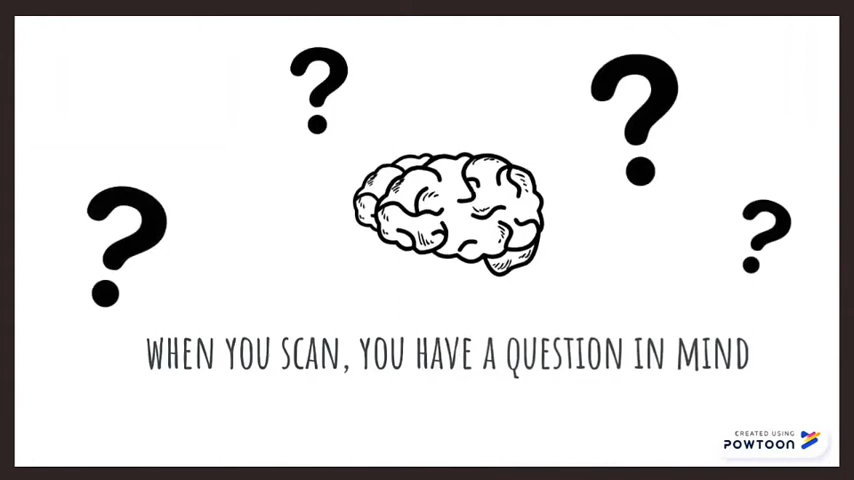 WHEN YOU SCAN, YOU HAVE A QUESTION IN MIND
CREATED USING
POWTOON